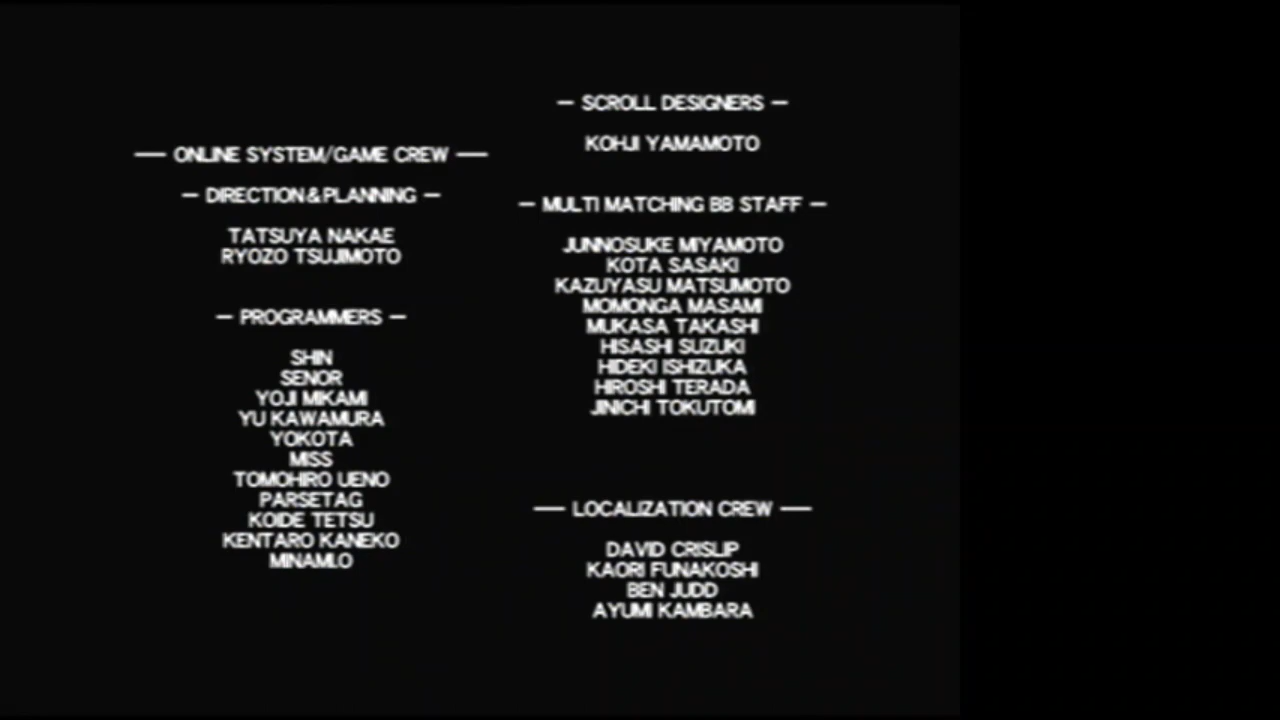 — ONLINE SYSTEM/GAME CREW —
— DIRECTION&PLANNING —
TATSUYA NAKAE
RYOZO TSUJIMOTO
— PROGRAMMERS —
SHIN
SENOR
YOJI MIKAMI
YU KAWAMURA
YOKOTA
MISS
TOMOHIRO UENO
PARSETAG
KOIDE TETSU
KENTARO KANEKO
MINAMI.O
— SCROLL DESIGNERS —
KOHJI YAMAMOTO
— MULTI MATCHING BB STAFF —
JUNNOSUKE MIYAMOTO
KOTA SASAKI
KAZUYASU MATSUMOTO
MOMONGA MASAMI
MUKASA TAKASHI
HISASHI SUZUKI
HIDEKI ISHIZUKA
HIROSHI TERADA
JINICHI TOKUTOMI
— LOCALIZATION CREW —
DAVID CRISLIP
KAORI FUNAKOSHI
BEN JUDD
AYUMI KAMBARA